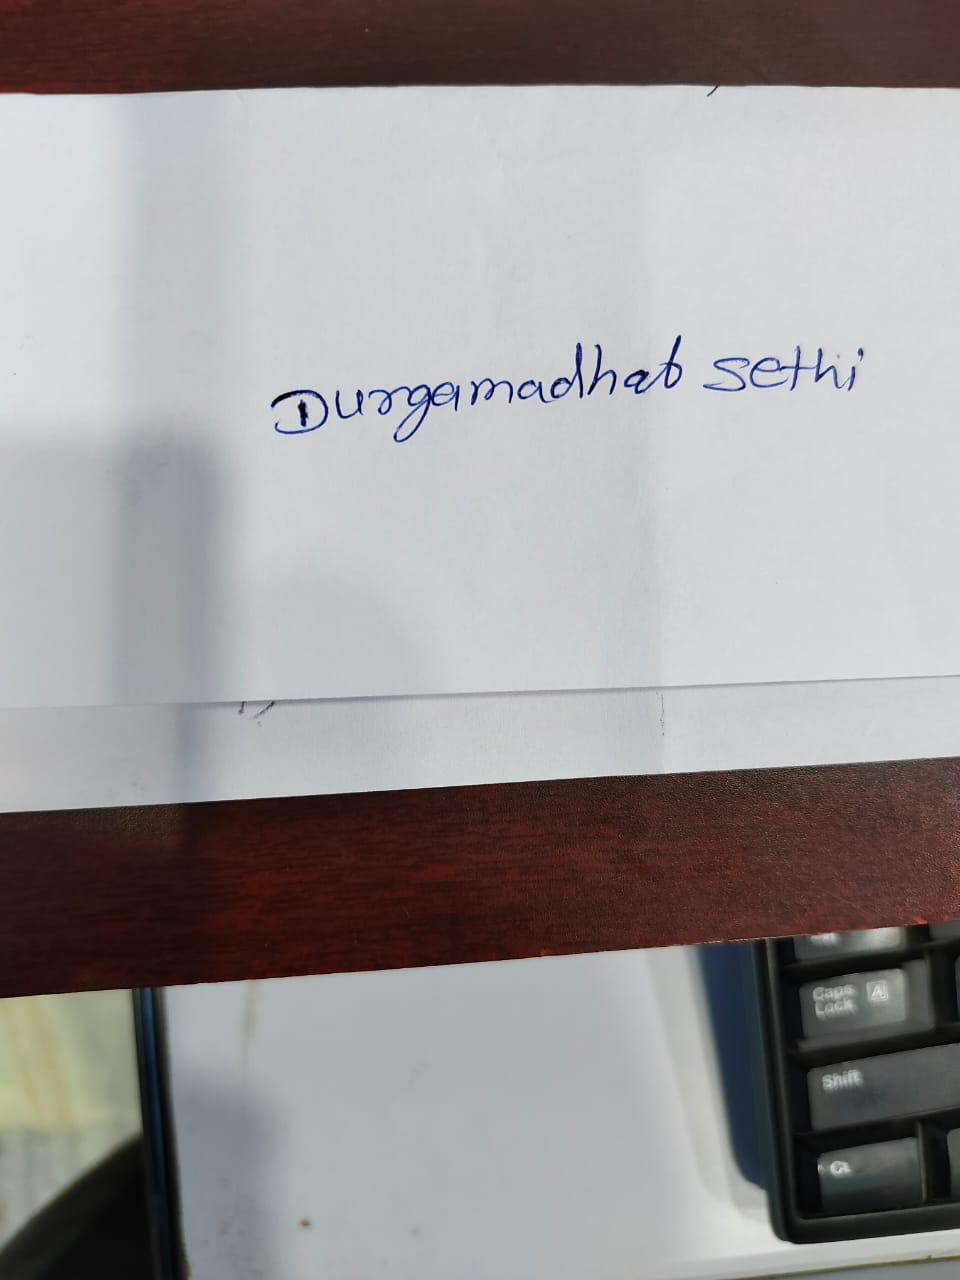 Durgamadhab sethi
Caps Lock A
Shift